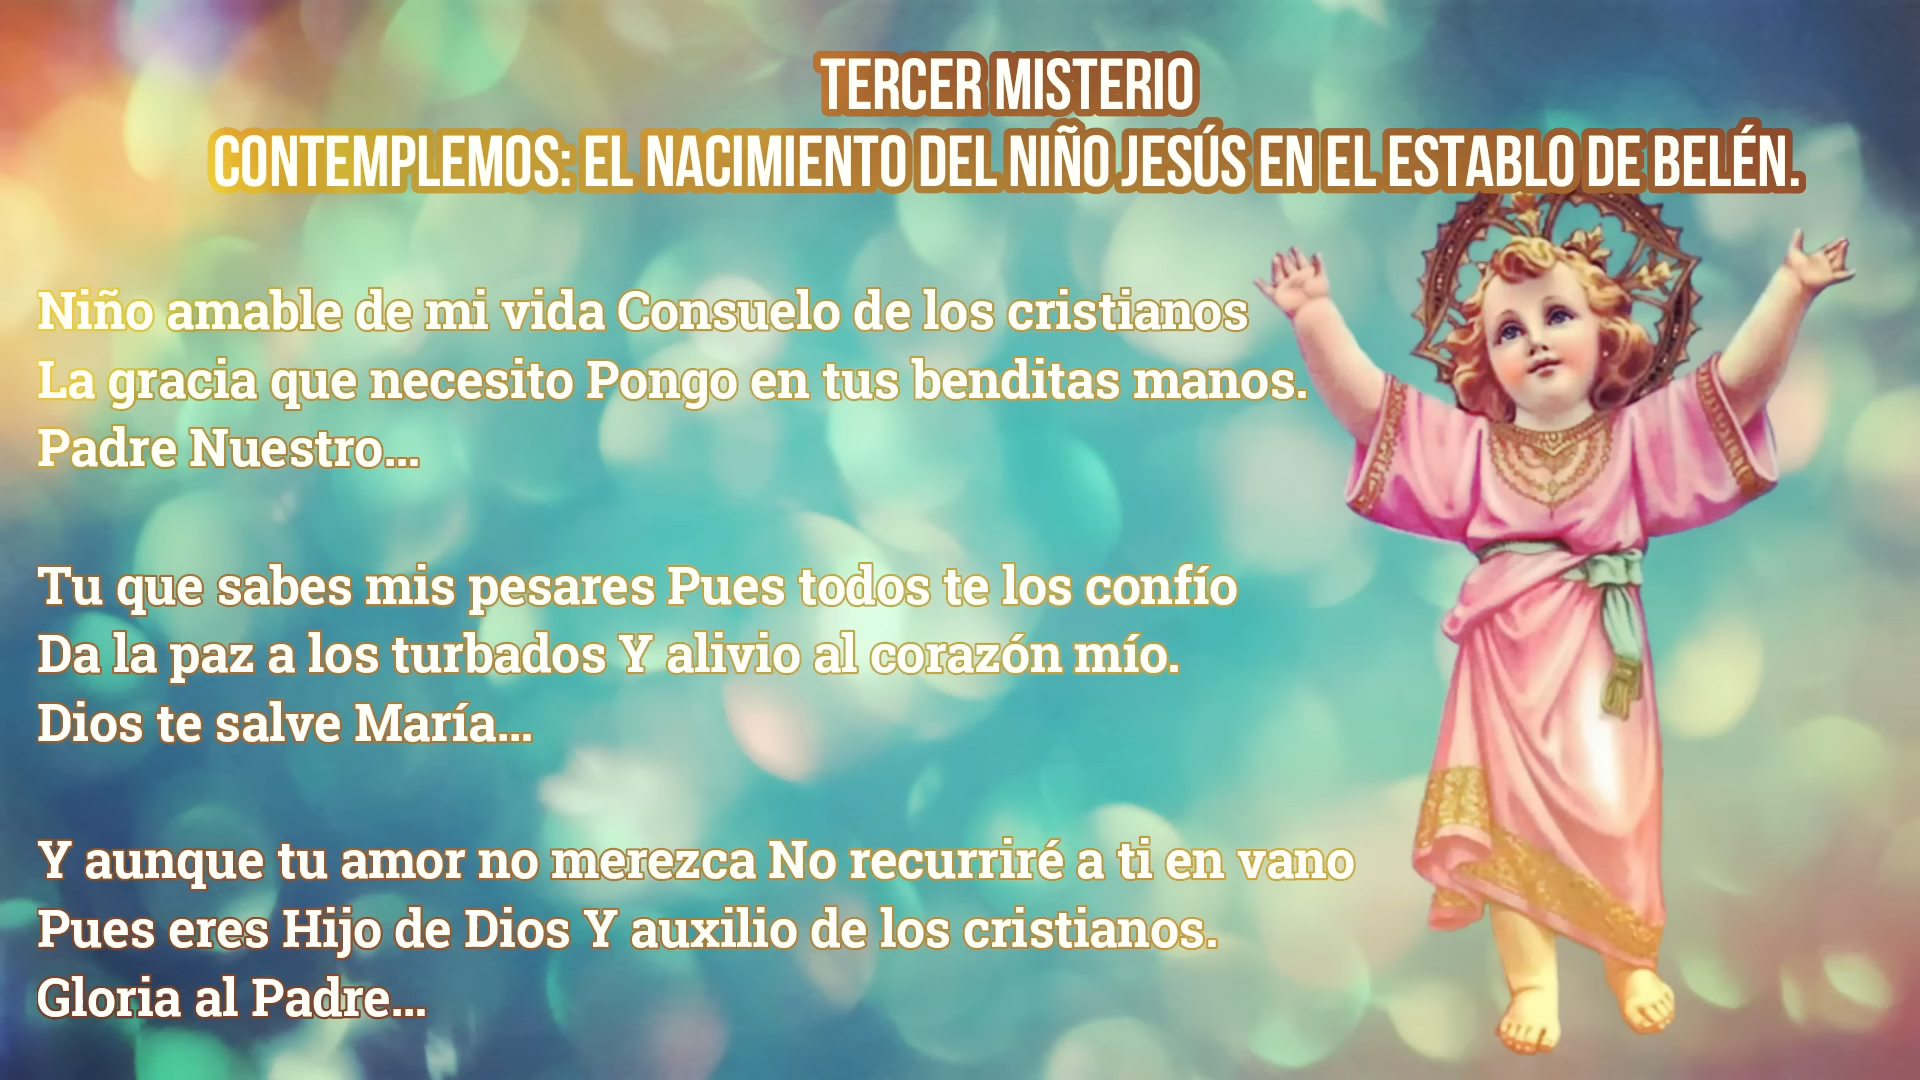 TERCER MISTERIO
CONTEMPLEMOS: EL NACIMIENTO DEL NIÑO JESÚS EN EL ESTABLO DE BELÉN.
Niño amable de mi vida Consuelo de los cristianos
La gracia que necesito Pongo en tus benditas manos.
Padre Nuestro...
Tu que sabes mis pesares Pues todos te los confío
Da la paz a los turbados Y alivio al corazón mío.
Dios te salve María...
Y aunque tu amor no merezca No recurriré a ti en vano
Pues eres Hijo de Dios Y auxilio de los cristianos.
Gloria al Padre...